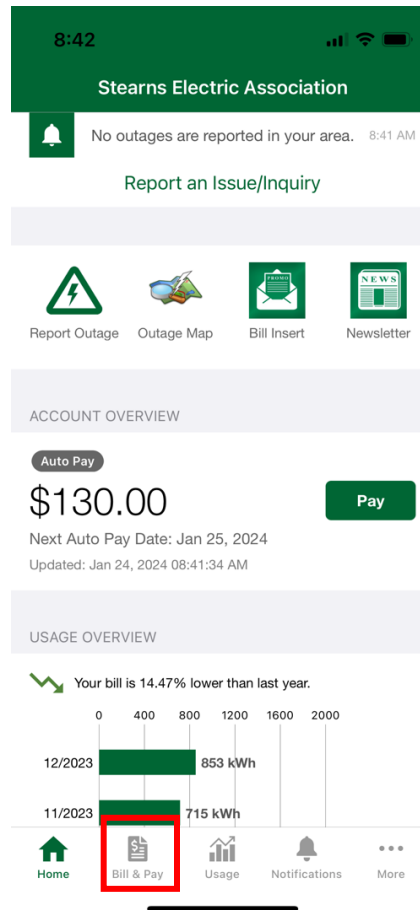 8:42
Stearns Electric Association
No outages are reported in your area. 8:41 AM
Report an Issue/Inquiry
PROMO
NEWS
Report Outage Outage Map Bill Insert Newsletter
ACCOUNT OVERVIEW
Auto Pay
$130.00
Pay
Next Auto Pay Date: Jan 25, 2024
Updated: Jan 24, 2024 08:41:34 AM
USAGE OVERVIEW
Your bill is 14.47% lower than last year.
0 400 800 1200 1600 2000
12/2023 853 kWh
11/2023 715 kWh
Home Bill & Pay Usage Notifications More